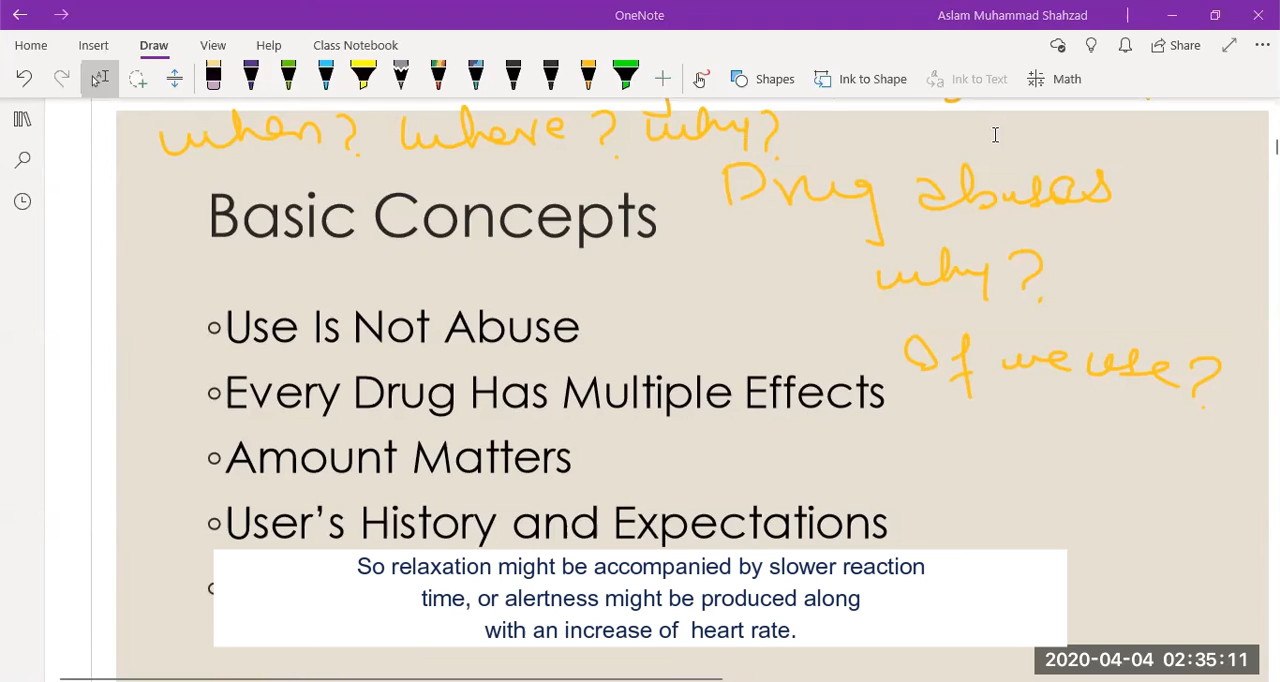 OneNote
Aslam Muhammad Shahzad
Home Insert Draw View Help Class Notebook
Share
Shapes
Ink to Shape
Ink to Text
Math
when? where? why?
Drug abuses
why?
If we use?
Basic Concepts
Use Is Not Abuse
Every Drug Has Multiple Effects
Amount Matters
User's History and Expectations
So relaxation might be accompanied by slower reaction
time, or alertness might be produced along
with an increase of heart rate.
2020-04-04 02:35:11